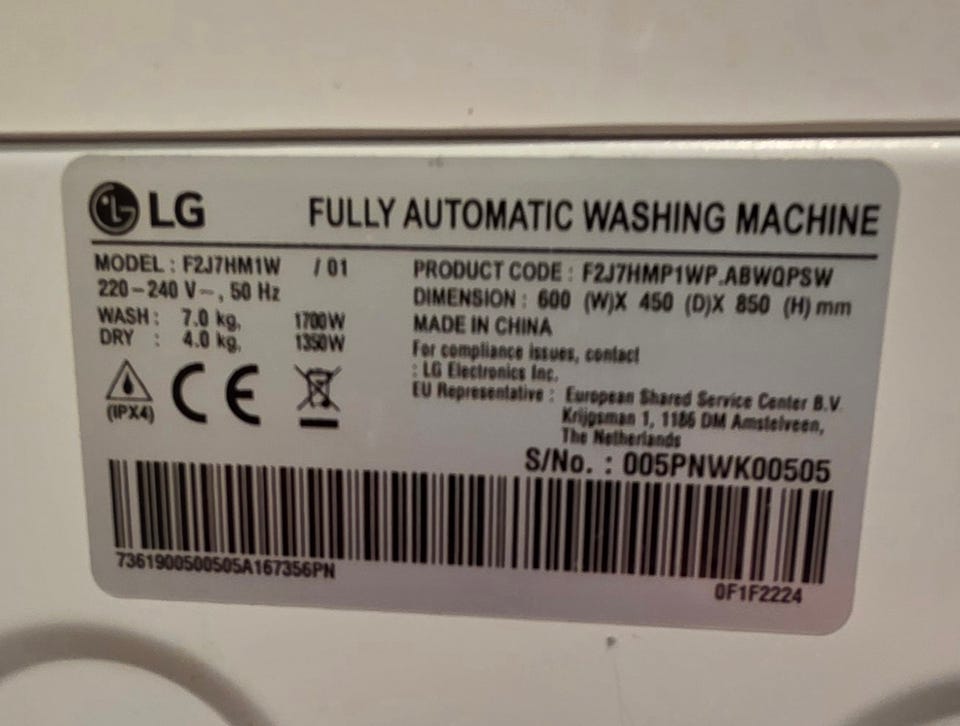 LG FULLY AUTOMATIC WASHING MACHINE
MODEL : F2J7HM1W / 01
220-240 V~, 50 Hz
WASH : 7.0 kg, 1700W
DRY : 4.0 kg, 1350W
(IPX4) CE
PRODUCT CODE : F2J7HMP1WP.ABWQPSW
DIMENSION : 600 (W)X 450 (D)X 850 (H) mm
MADE IN CHINA
For compliance issues, contact
: LG Electronics Inc.
EU Representative : European Shared Service Center B.V.
Krijgsman 1, 1186 DM Amstelveen,
The Netherlands
S/No. : 005PNWK00505
7361900500505A167356PN
0F1F2224